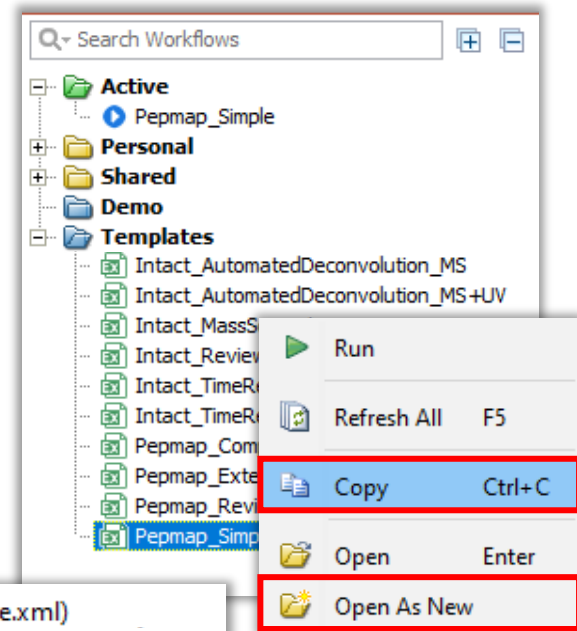 Search Workflows
Active
Pepmap_Simple
Personal
Shared
Demo
Templates
Intact_AutomatedDeconvolution_MS
Intact_AutomatedDeconvolution_MS+UV
Intact_MassS
Intact_Review
Intact_TimeRe
Intact_TimeRe
Pepmap_Com
Pepmap_Exte
Pepmap_Revi
Pepmap_Simp
Run
Refresh All F5
Copy Ctrl+C
Open Enter
Open As New
e.xml)